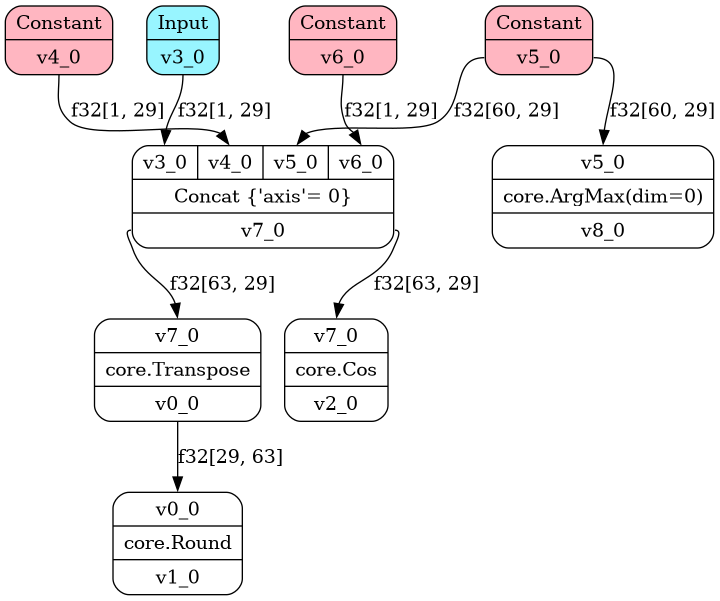 Constant
v4_0
Input
v3_0
Constant
v6_0
Constant
v5_0
f32[1, 29]
f32[1, 29]
f32[1, 29]
f32[60, 29]
f32[60, 29]
v3_0 v4_0 v5_0 v6_0
Concat {'axis'= 0}
v7_0
v5_0
core.ArgMax(dim=0)
v8_0
f32[63, 29]
f32[63, 29]
v7_0
core.Transpose
v0_0
v7_0
core.Cos
v2_0
f32[29, 63]
v0_0
core.Round
v1_0